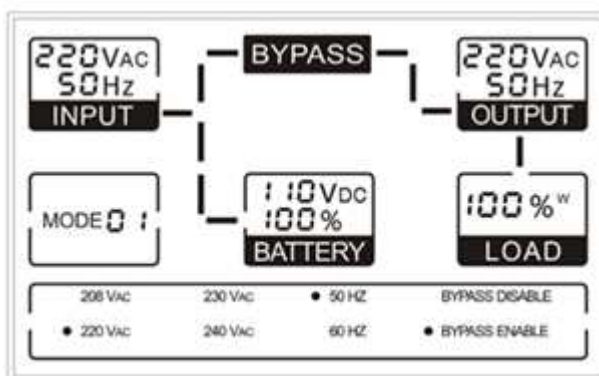 220VAC
50HZ
INPUT
BYPASS
220VAC
50HZ
OUTPUT
MODE 01
110VDC
100%
BATTERY
100%W
LOAD
208 VAC 230 VAC • 50 HZ BYPASS DISABLE
• 220 VAC 240 VAC 60 HZ • BYPASS ENABLE